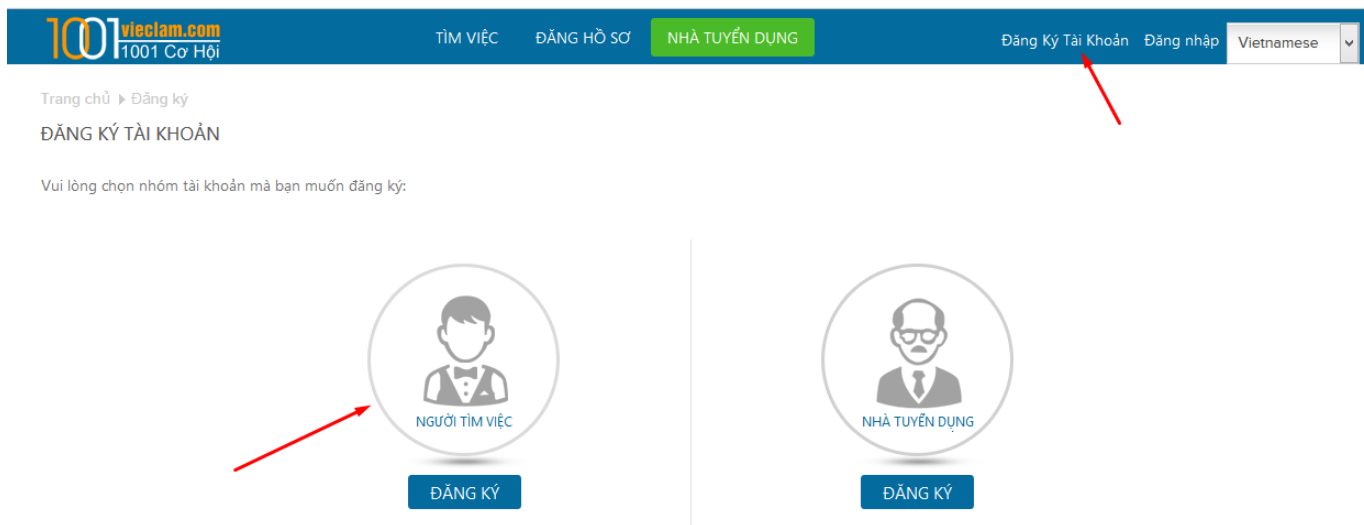 1001 vieclam.com
1001 Cơ Hội
TÌM VIỆC ĐĂNG HỒ SƠ NHÀ TUYỂN DỤNG Đăng Ký Tài Khoản Đăng nhập Vietnamese
Trang chủ Đăng ký
ĐĂNG KÝ TÀI KHOẢN
Vui lòng chọn nhóm tài khoản mà bạn muốn đăng ký:
NGƯỜI TÌM VIỆC
ĐĂNG KÝ
NHÀ TUYỂN DỤNG
ĐĂNG KÝ